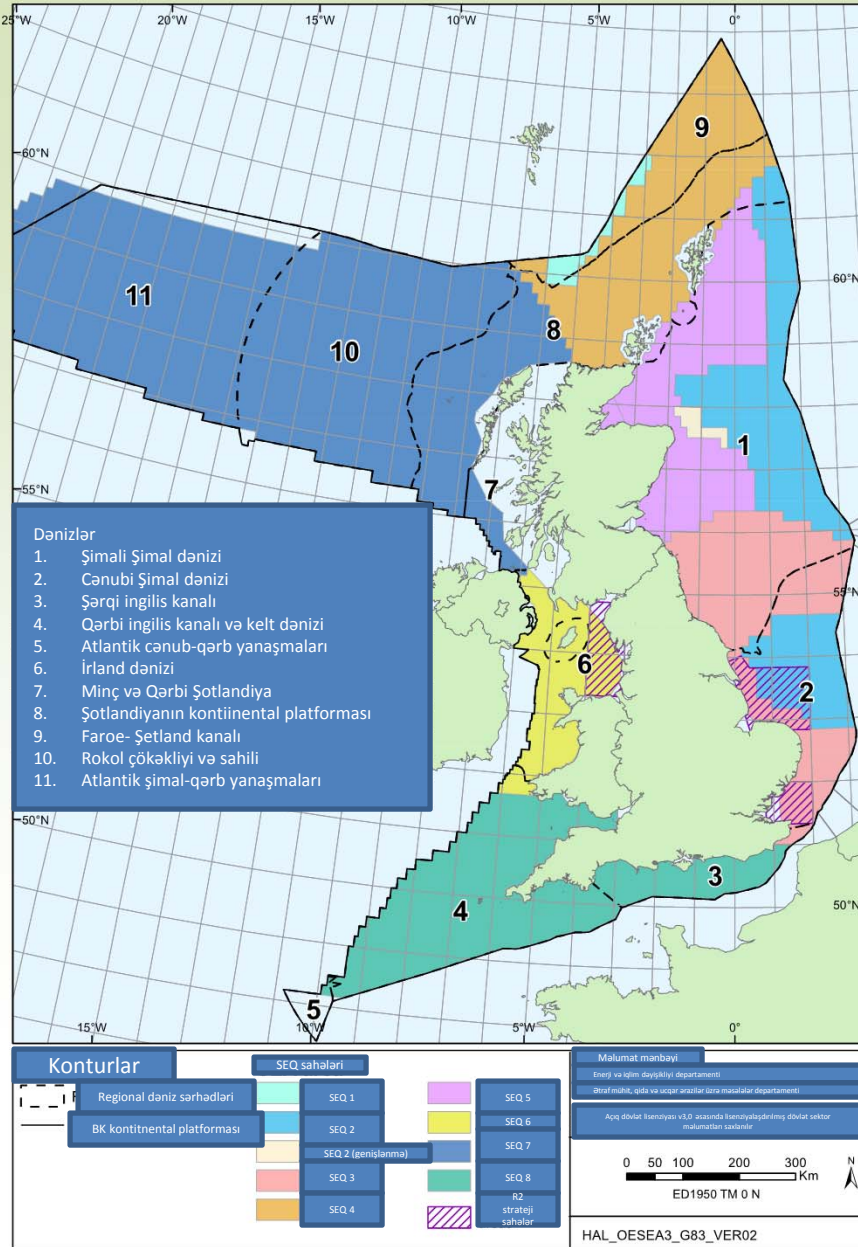 25°W 20°W 15°W 10°W 5°W 0°
60°N
9
60°N
11
8
10
1
7
55°N
55°N
Dənizlər
1. Şimali Şimal dənizi
2. Cənubi Şimal dənizi
3. Şərqi ingilis kanalı
4. Qərbi ingilis kanalı və kelt dənizi
5. Atlantik cənub-qərb yanaşmaları
6. İrland dənizi
7. Minç və Qərbi Şotlandiya
8. Şotlandiyanın kontiinental platforması
9. Faroe- Şetland kanalı
10. Rokol çökəkliyi və sahili
11. Atlantik şimal-qərb yanaşmaları
6
2
50°N
3
4
50°N
5
15°W 10°W 5°W 0°
Konturlar
Regional dəniz sərhədləri
BK kontitnental platforması
SEQ sahələri
SEQ 1
SEQ 2
SEQ 2 (genişlənmə)
SEQ 3
SEQ 4
SEQ 5
SEQ 6
SEQ 7
SEQ 8
R2
strateji
sahələr
Məlumat mənbəyi
Enerji və iqlim dəyişikliyi departamenti
Ətraf mühit, qida və ucqar ərazilər üzrə məsələlər departamenti
Açıq dövlət lisenziyası v3,0 əsasında lisenziyalaşdırılmış dövlət sektor
məlumatları saxlanılır
0 50 100 200 300
Km
N
ED1950 TM 0 N
HAL_OESEA3_G83_VER02